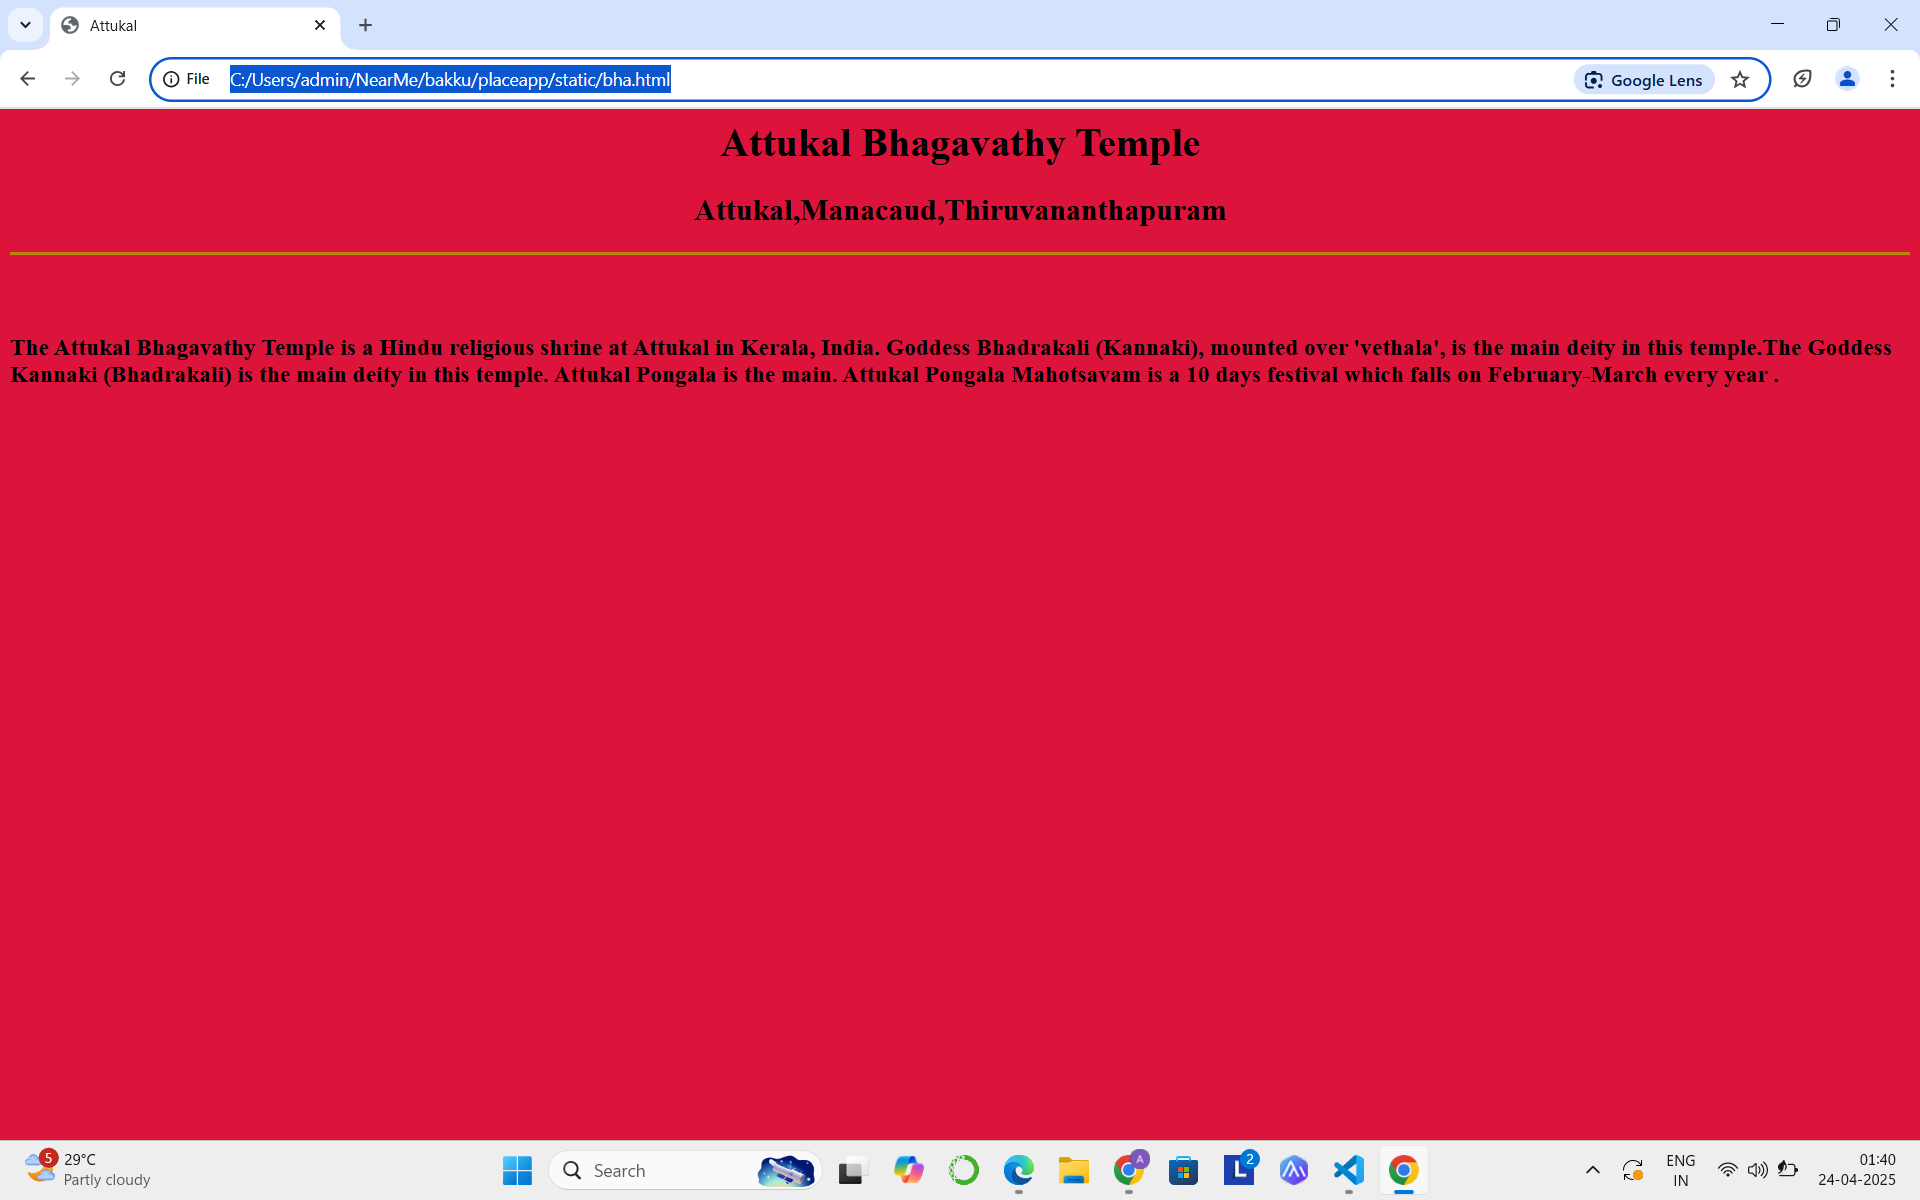 Attukal
File
C:/Users/admin/NearMe/bakku/placeapp/static/bha.html
Google Lens
Attukal Bhagavathy Temple
Attukal,Manacaud,Thiruvananthapuram
The Attukal Bhagavathy Temple is a Hindu religious shrine at Attukal in Kerala, India. Goddess Bhadrakali (Kannaki), mounted over 'vethala', is the main deity in this temple.The Goddess
Kannaki (Bhadrakali) is the main deity in this temple. Attukal Pongala is the main. Attukal Pongala Mahotsavam is a 10 days festival which falls on February-March every year .
5
29°C
Partly cloudy
Search
A
L
2
ENG
IN
01:40
24-04-2025